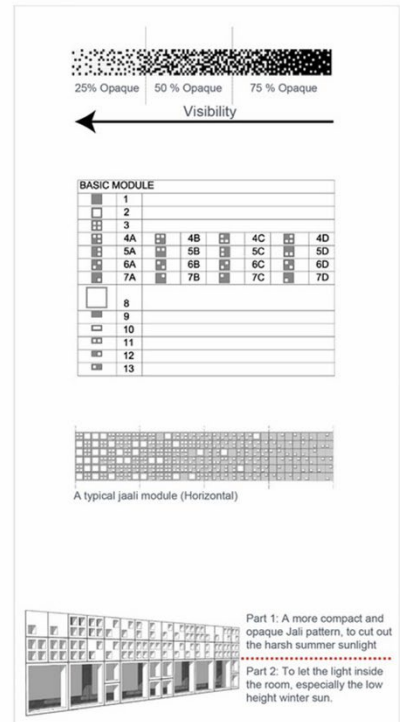 25% Opaque 50 % Opaque 75 % Opaque
Visibility
BASIC MODULE
1
2
3
4A 4B 4C 4D
5A 5B 5C 5D
6A 6B 6C 6D
7A 7B 7C 7D
8
9
10
11
12
13
A typical jaali module (Horizontal)
Part 1: A more compact and
opaque Jali pattern, to cut out
the harsh summer sunlight
Part 2: To let the light inside
the room, especially the low
height winter sun.